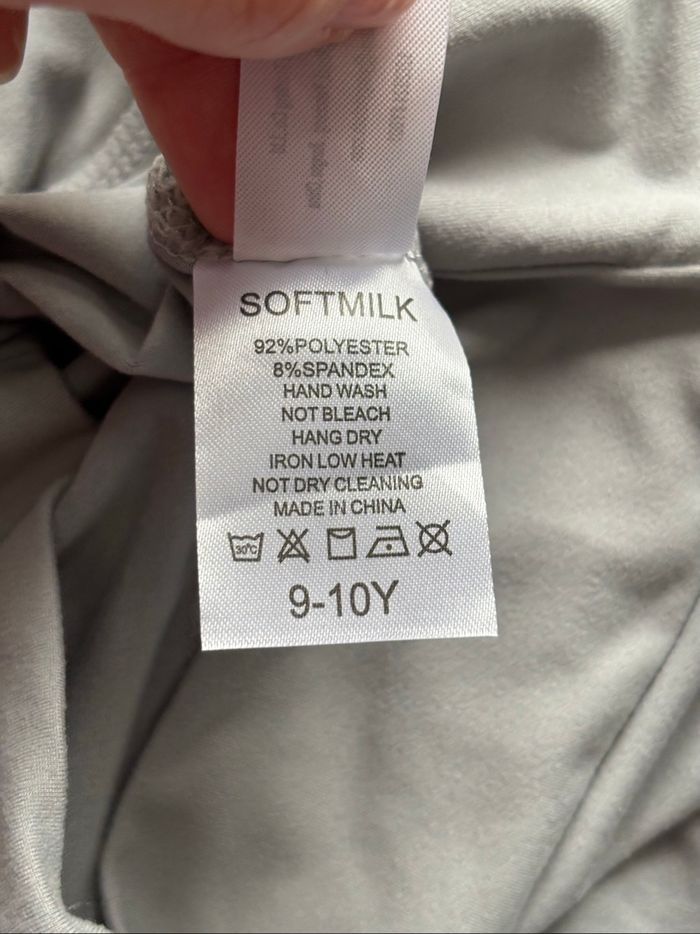 SOFTMILK
92%POLYESTER
8%SPANDEX
HAND WASH
NOT BLEACH
HANG DRY
IRON LOW HEAT
NOT DRY CLEANING
MADE IN CHINA
30°C
9-10Y